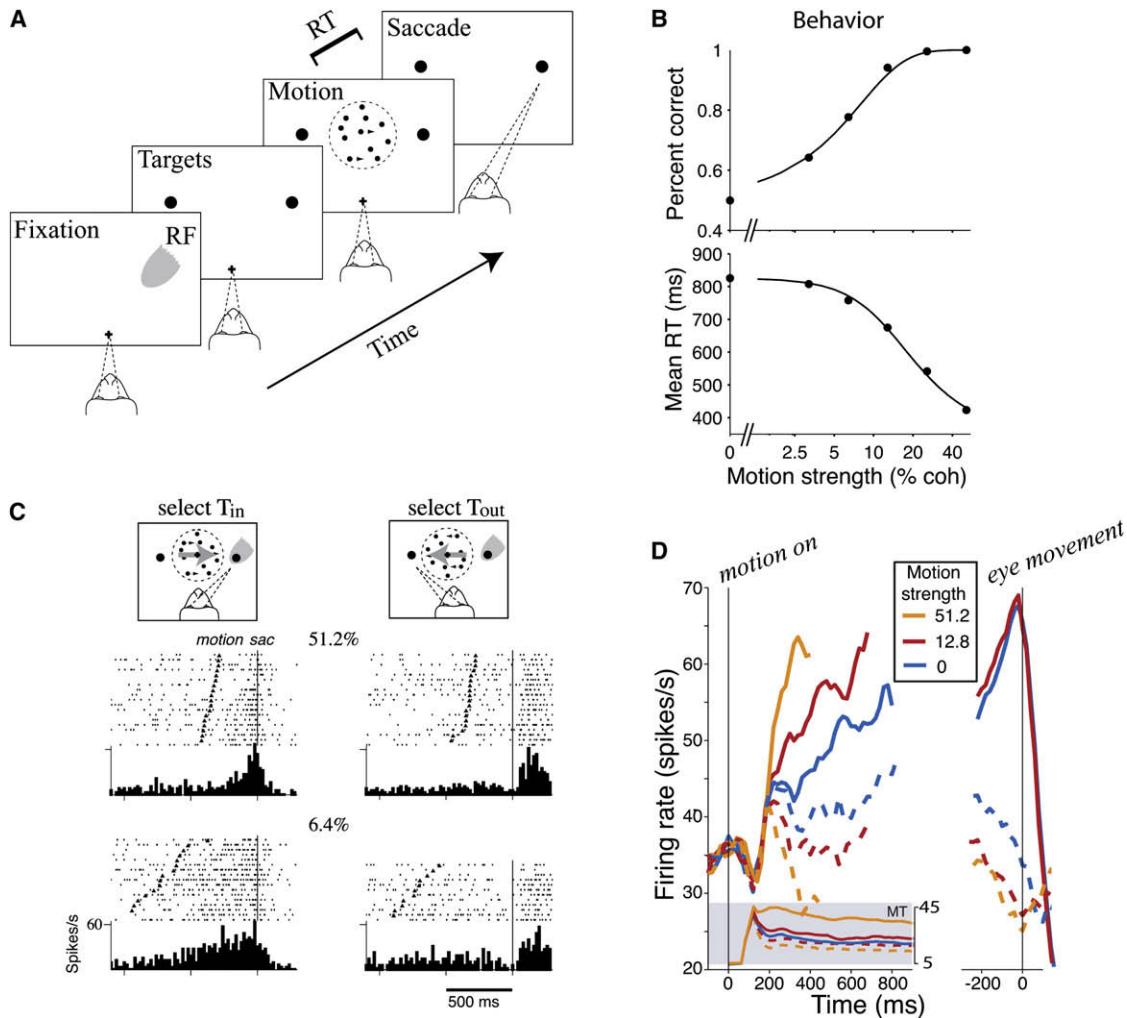 A
RT
Saccade
Motion
Targets
Fixation
RF
Time
B
Behavior
Percent correct
1
0.8
0.6
0.4
Mean RT (ms)
900
800
700
600
500
400
0 2.5 5 10 20 40
Motion strength (% coh)
C
select Tin
select Tout
motion sac
51.2%
6.4%
Spikes/s
60
500 ms
D
motion on
eye movement
Motion
strength
51.2
12.8
0
Firing rate (spikes/s)
70
60
50
40
30
20
MT
45
5
0 200 400 600 800
-200 0
Time (ms)